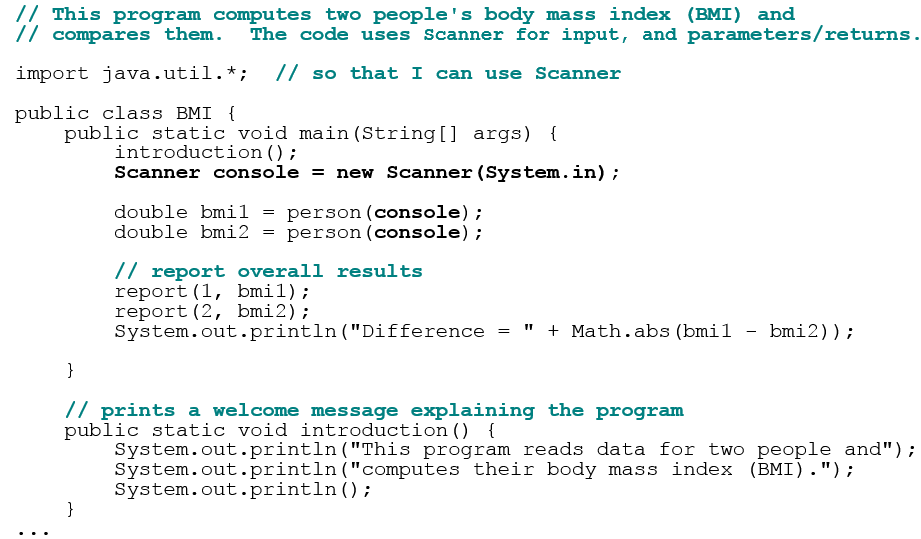 // This program computes two people's body mass index (BMI) and
// compares them.  The code uses Scanner for input, and parameters/returns.

import java.util.*;  // so that I can use Scanner

public class BMI {
    public static void main(String[] args) {
        introduction();
        Scanner console = new Scanner(System.in);

        double bmi1 = person(console);
        double bmi2 = person(console);

        // report overall results
        report(1, bmi1);
        report(2, bmi2);
        System.out.println("Difference = " + Math.abs(bmi1 - bmi2));

    }

    // prints a welcome message explaining the program
    public static void introduction() {
        System.out.println("This program reads data for two people and");
        System.out.println("computes their body mass index (BMI).");
        System.out.println();
    }
...